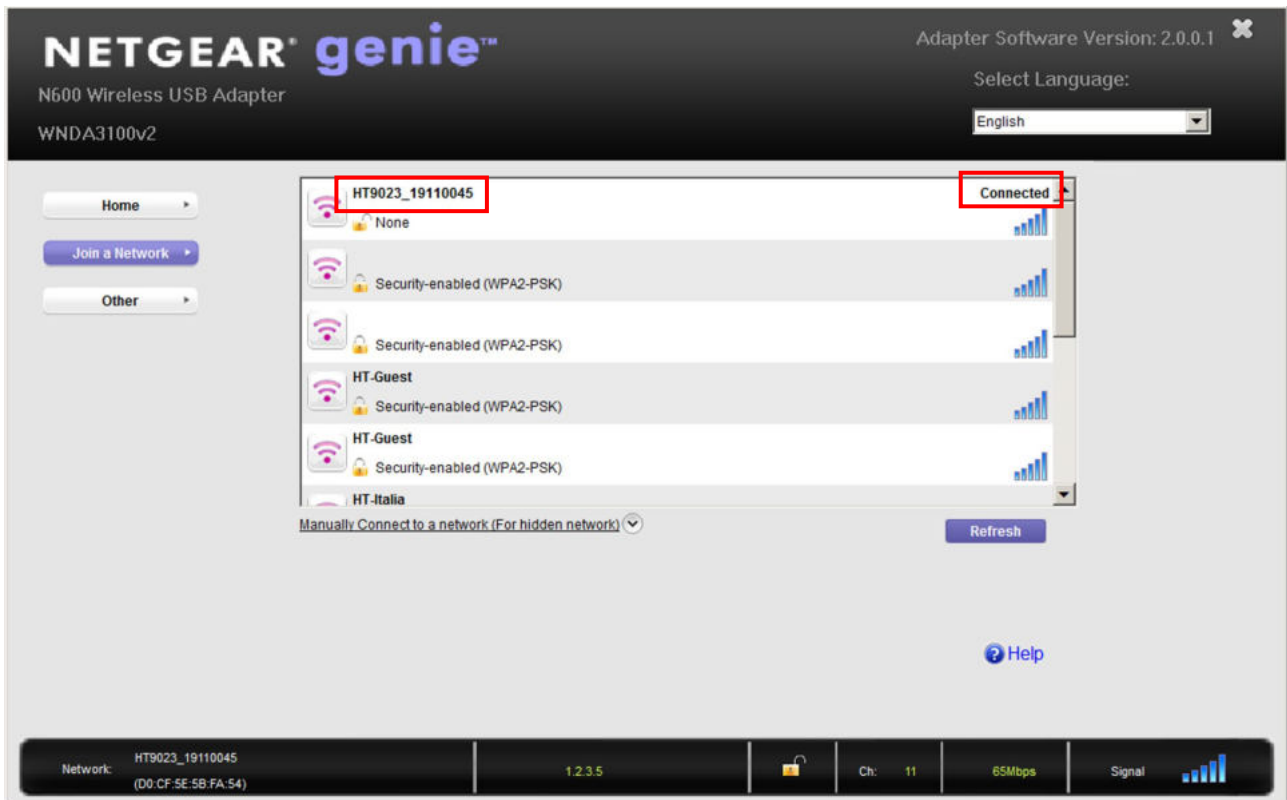 NETGEAR® genie™
Adapter Software Version: 2.0.0.1
N600 Wireless USB Adapter
Select Language:
WNDA3100v2
English
Home
Join a Network
Other
HT9023_19110045 Connected
None
Security-enabled (WPA2-PSK)
Security-enabled (WPA2-PSK)
HT-Guest
Security-enabled (WPA2-PSK)
HT-Guest
Security-enabled (WPA2-PSK)
HT-Italia
Manually Connect to a network (For hidden network)
Refresh
Help
Network: HT9023_19110045
(D0:CF:5E:5B:FA:54)
1.2.3.5
Ch: 11
65Mbps
Signal